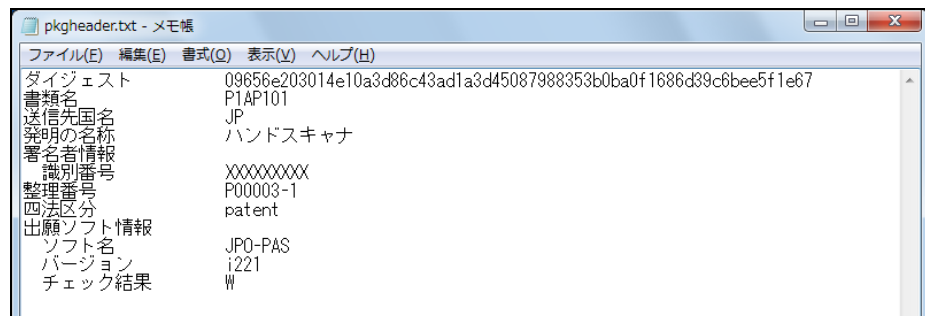 pkgheader.txt - メモ帳
ファイル(F) 編集(E) 書式(O) 表示(V) ヘルプ(H)
ダイジェスト 09656e203014e10a3d86c43ad1a3d45087988353b0ba0f1686d39c6bee5f1e67
書類名 P1AP101
送信先国名 JP
発明の名称 ハンドスキャナ
署名者情報
識別番号 XXXXXXXXX
整理番号 P00003-1
四法区分 patent
出願ソフト情報
ソフト名 JPO-PAS
バージョン i221
チェック結果 W